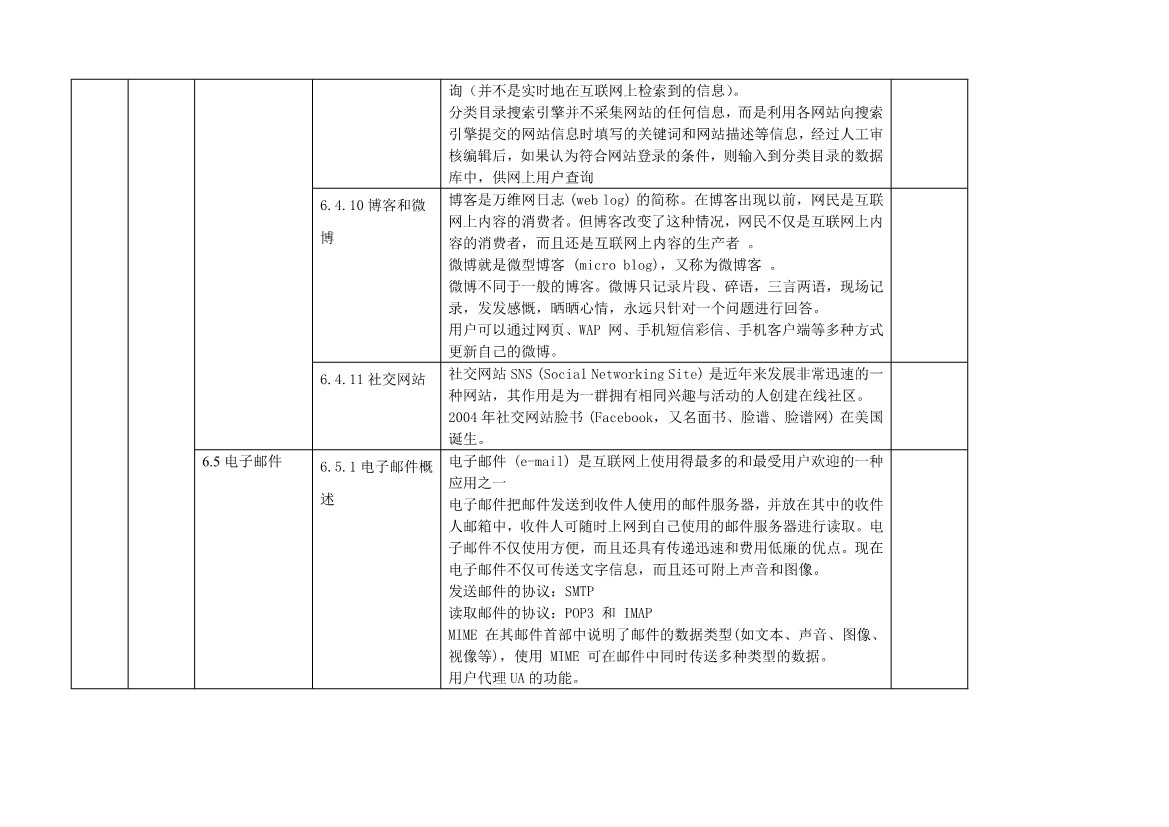 询（并不是实时地在互联网上检索到的信息）。
分类目录搜索引擎并不采集网站的任何信息，而是利用各网站向搜索
引擎提交的网站信息时填写的关键词和网站描述等信息，经过人工审
核编辑后，如果认为符合网站登录的条件，则输入到分类目录的数据
库中，供网上用户查询
6.4.10 博客和微
博
博客是万维网日志 (web log) 的简称。在博客出现以前，网民是互联
网上内容的消费者。但博客改变了这种情况，网民不仅是互联网上内
容的消费者，而且还是互联网上内容的生产者 。
微博就是微型博客 (micro blog)，又称为微博客 。
微博不同于一般的博客。微博只记录片段、碎语，三言两语，现场记
录，发发感慨，晒晒心情，永远只针对一个问题进行回答。
用户可以通过网页、WAP 网、手机短信彩信、手机客户端等多种方式
更新自己的微博。
6.4.11 社交网站
社交网站 SNS (Social Networking Site) 是近年来发展非常迅速的一
种网站，其作用是为一群拥有相同兴趣与活动的人创建在线社区。
2004 年社交网站脸书 (Facebook，又名面书、脸谱、脸谱网) 在美国
诞生。
6.5 电子邮件
6.5.1 电子邮件概
述
电子邮件 (e-mail) 是互联网上使用得最多的和最受用户欢迎的一种
应用之一
电子邮件把邮件发送到收件人使用的邮件服务器，并放在其中的收件
人邮箱中，收件人可随时上网到自己使用的邮件服务器进行读取。电
子邮件不仅使用方便，而且还具有传递迅速和费用低廉的优点。现在
电子邮件不仅可传送文字信息，而且还可附上声音和图像。
发送邮件的协议：SMTP
读取邮件的协议：POP3 和 IMAP
MIME 在其邮件首部中说明了邮件的数据类型(如文本、声音、图像、
视像等)，使用 MIME 可在邮件中同时传送多种类型的数据。
用户代理 UA 的功能。